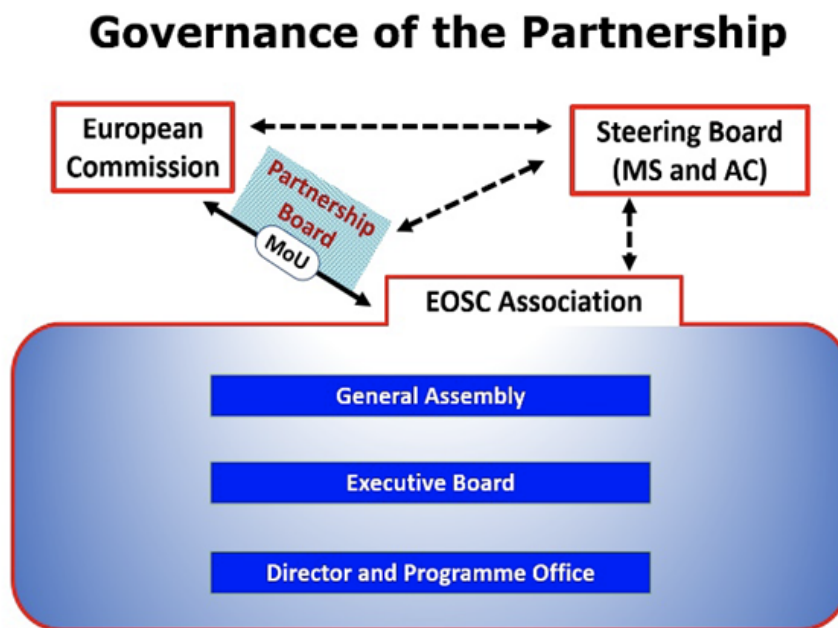 Governance of the Partnership
European
Commission
Steering Board
(MS and AC)
Partnership
Board
MoU
EOSC Association
General Assembly
Executive Board
Director and Programme Office